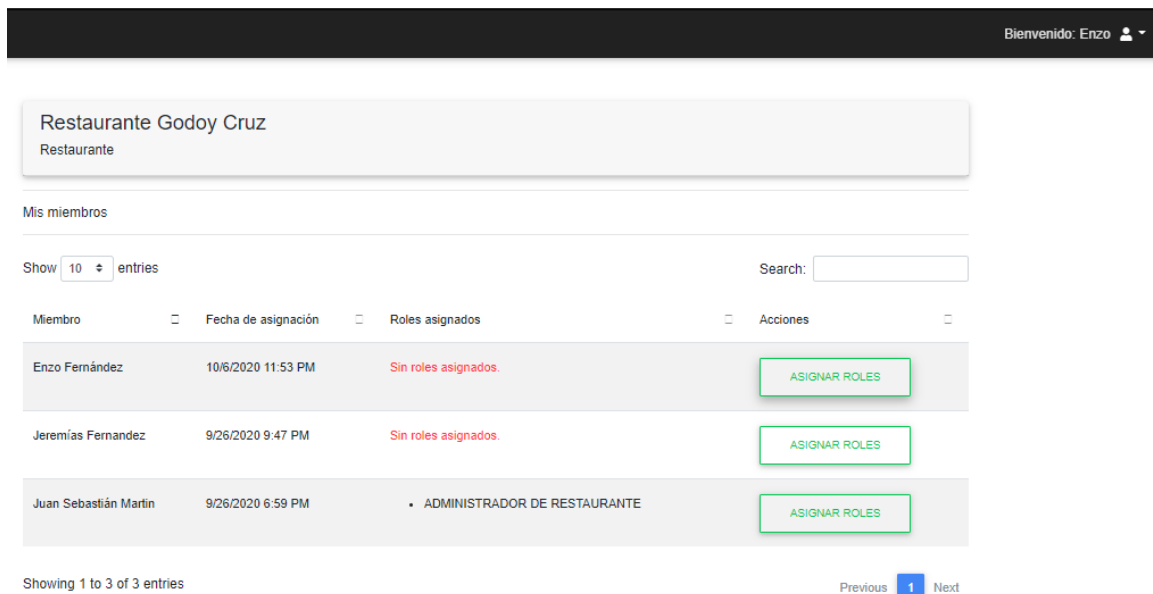 Bienvenido: Enzo
Restaurante Godoy Cruz
Restaurante
Mis miembros
Show 10 entries Search:
Miembro Fecha de asignación Roles asignados Acciones
Enzo Fernández 10/6/2020 11:53 PM Sin roles asignados. ASIGNAR ROLES
Jeremías Fernandez 9/26/2020 9:47 PM Sin roles asignados. ASIGNAR ROLES
Juan Sebastián Martin 9/26/2020 6:59 PM • ADMINISTRADOR DE RESTAURANTE ASIGNAR ROLES
Showing 1 to 3 of 3 entries Previous 1 Next